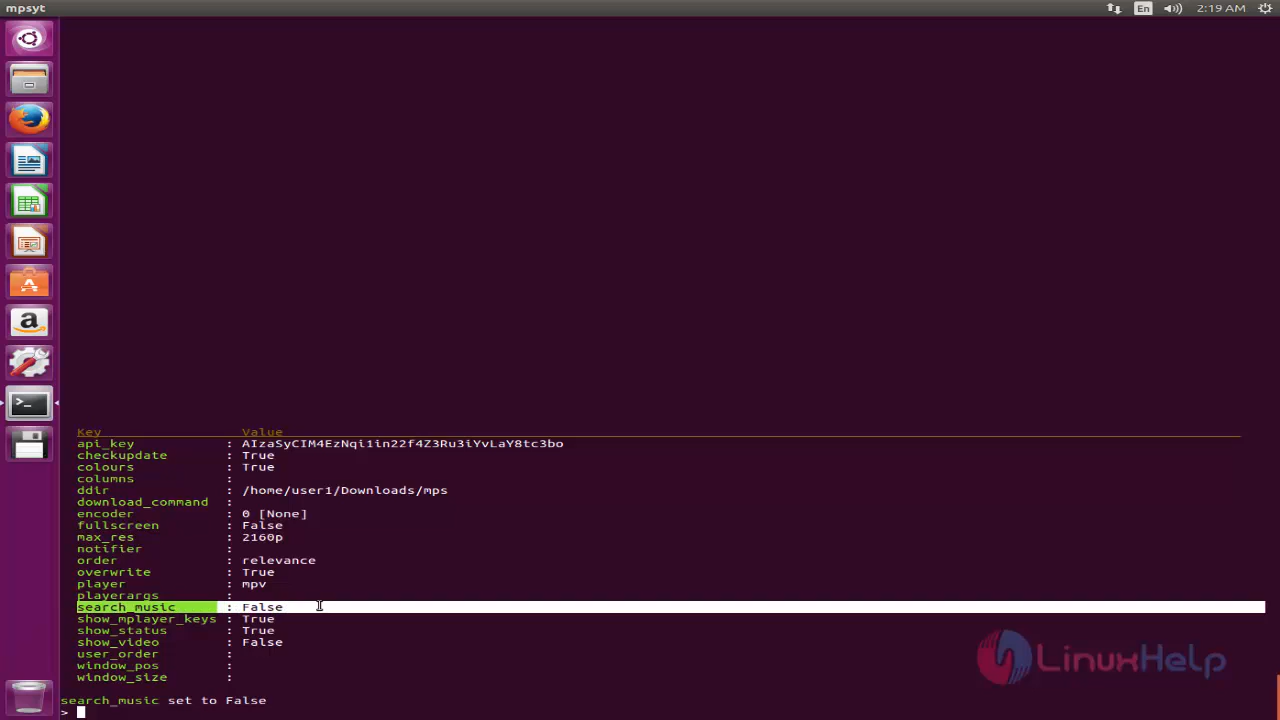 mpsyt
En
2:19 AM
Key Value
api_key : AIzaSyCIM4EzNqi1in22f4Z3Ru3iYvLaY8tc3bo
checkupdate : True
colours : True
columns :
ddir : /home/user1/Downloads/mps
download_command :
encoder : 0 [None]
fullscreen : False
max_res : 2160p
notifier :
order : relevance
overwrite : True
player : mpv
playerargs :
search_music : False
show_mplayer_keys : True
show_status : True
show_video : False
user_order :
window_pos :
window_size :
LinuxHelp
search_music set to False
>